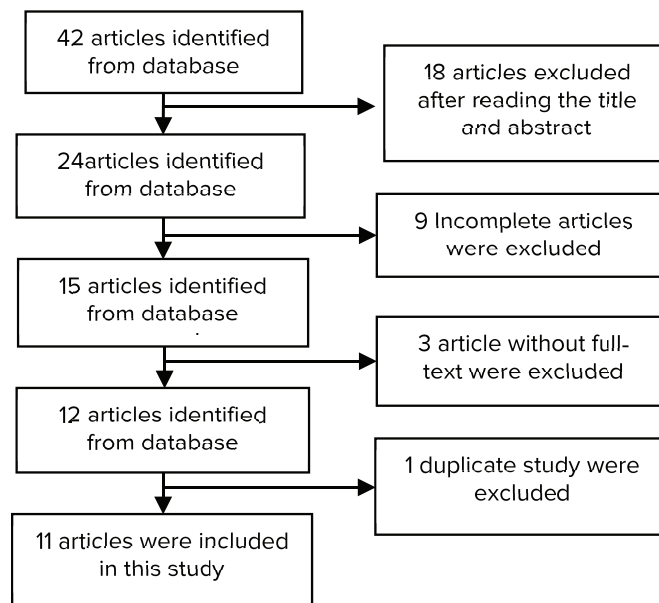 42 articles identified
from database
18 articles excluded
after reading the title
and abstract
24articles identified
from database
9 Incomplete articles
were excluded
15 articles identified
from database
3 article without full-
text were excluded
12 articles identified
from database
1 duplicate study were
excluded
11 articles were included
in this study